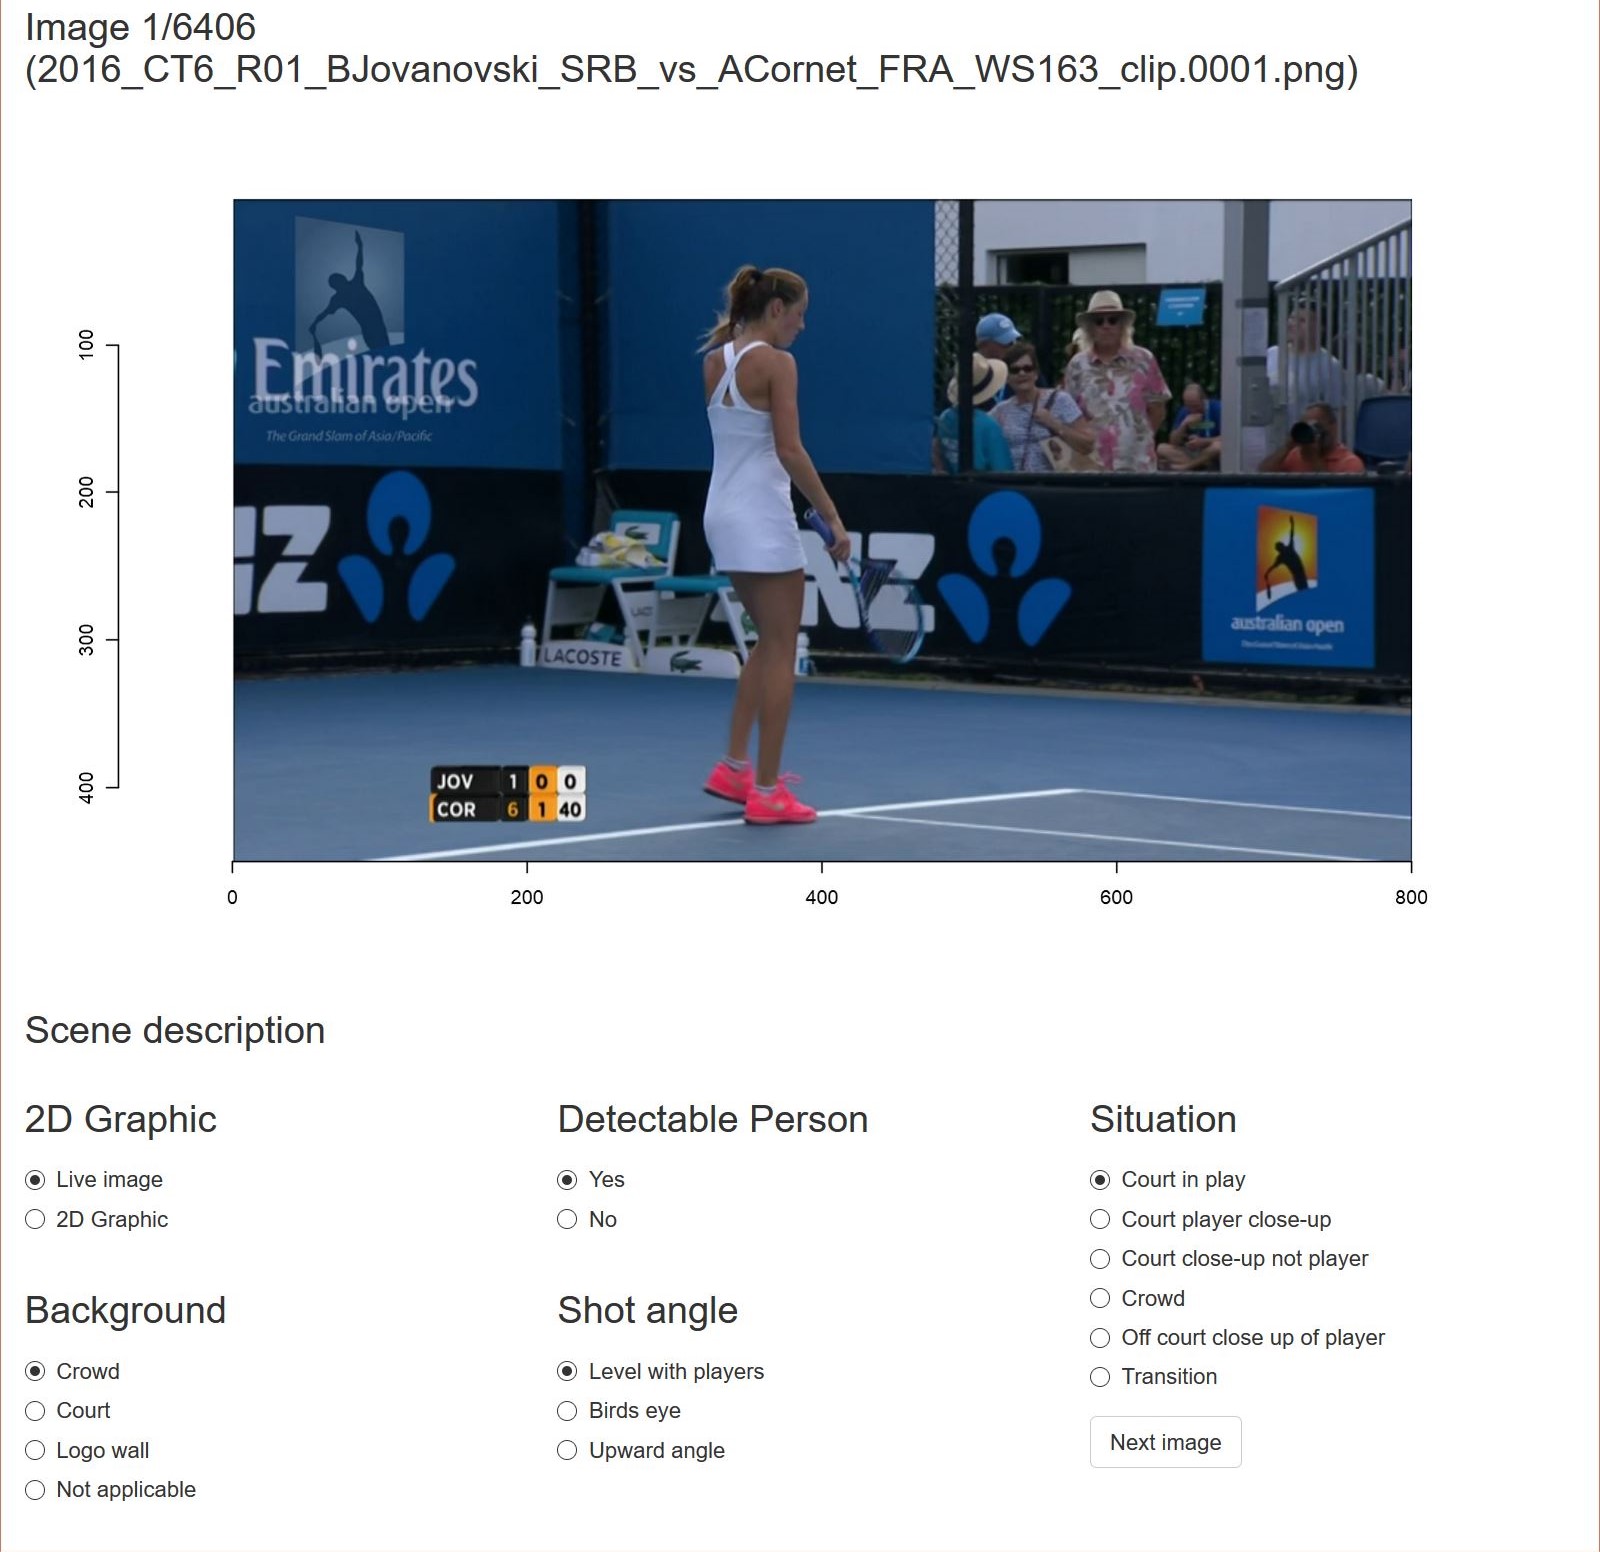 Image 1/6406
(2016_CT6_R01_BJovanovski_SRB_vs_ACornet_FRA_WS163_clip.0001.png)
100
200
300
400
Emirates
australian open
The Grand Slam of Asia/Pacific
NZ
NZ
LACOSTE
australian open
JOV 1 0 0
COR 6 1 40
0 200 400 600 800
Scene description
2D Graphic
Live image
2D Graphic
Detectable Person
Yes
No
Situation
Court in play
Court player close-up
Court close-up not player
Crowd
Off court close up of player
Transition
Next image
Background
Crowd
Court
Logo wall
Not applicable
Shot angle
Level with players
Birds eye
Upward angle